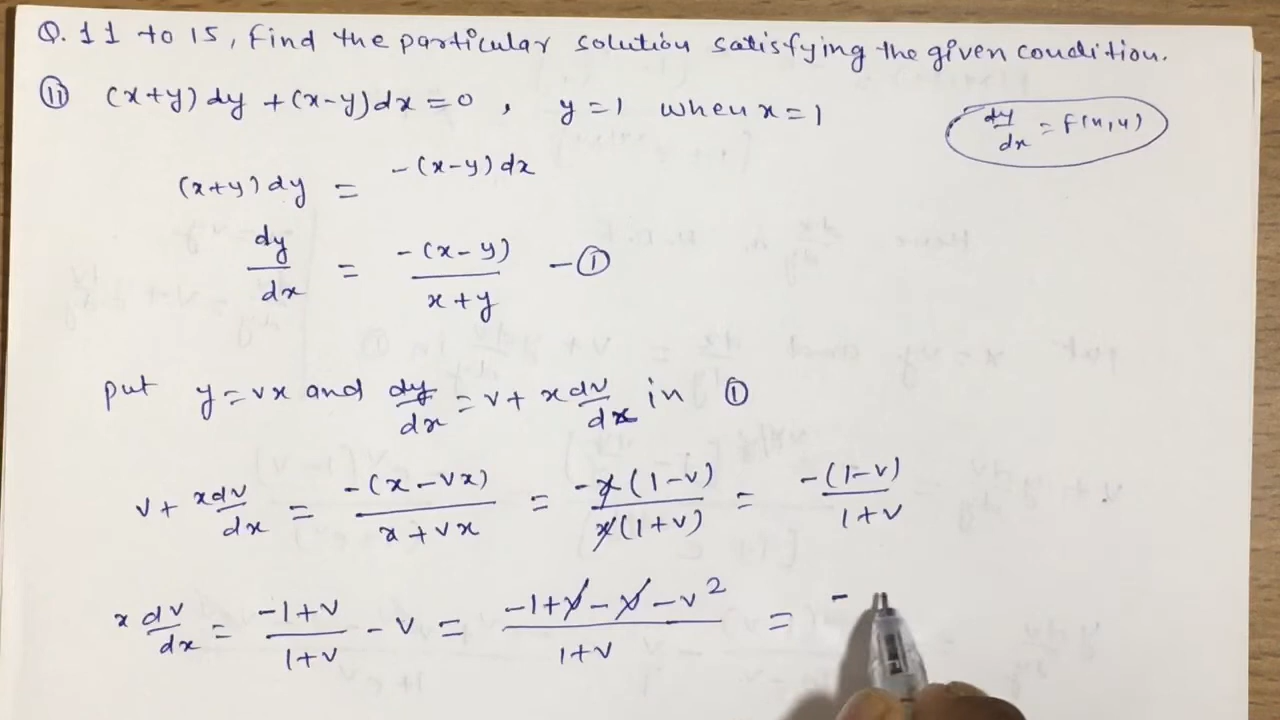 Q. 11 to 15, Find the particular solution satisfying the given condition.
⑪ (x+y) dy + (x-y)dx = 0 , y=1 when x=1
dy/dx = f(x,y)
(x+y) dy = -(x-y) dx
dy/dx = -(x-y)/(x+y) - ①
put y=vx and dy/dx = v + x dv/dx in ①
v + x dv/dx = -(x-vx)/(x+vx) = -x(1-v)/x(1+v) = -(1-v)/(1+v)
x dv/dx = (-1+v)/(1+v) - v = (-1+v-v-v²)/(1+v) = -